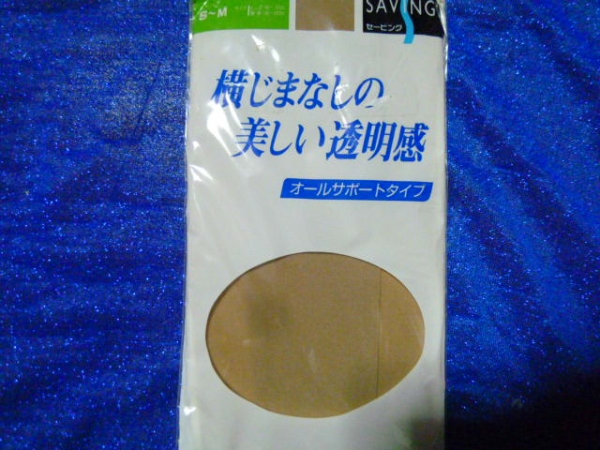 S〜M
SAVING
セービング
横じまなしの
美しい透明感
オールサポートタイプ